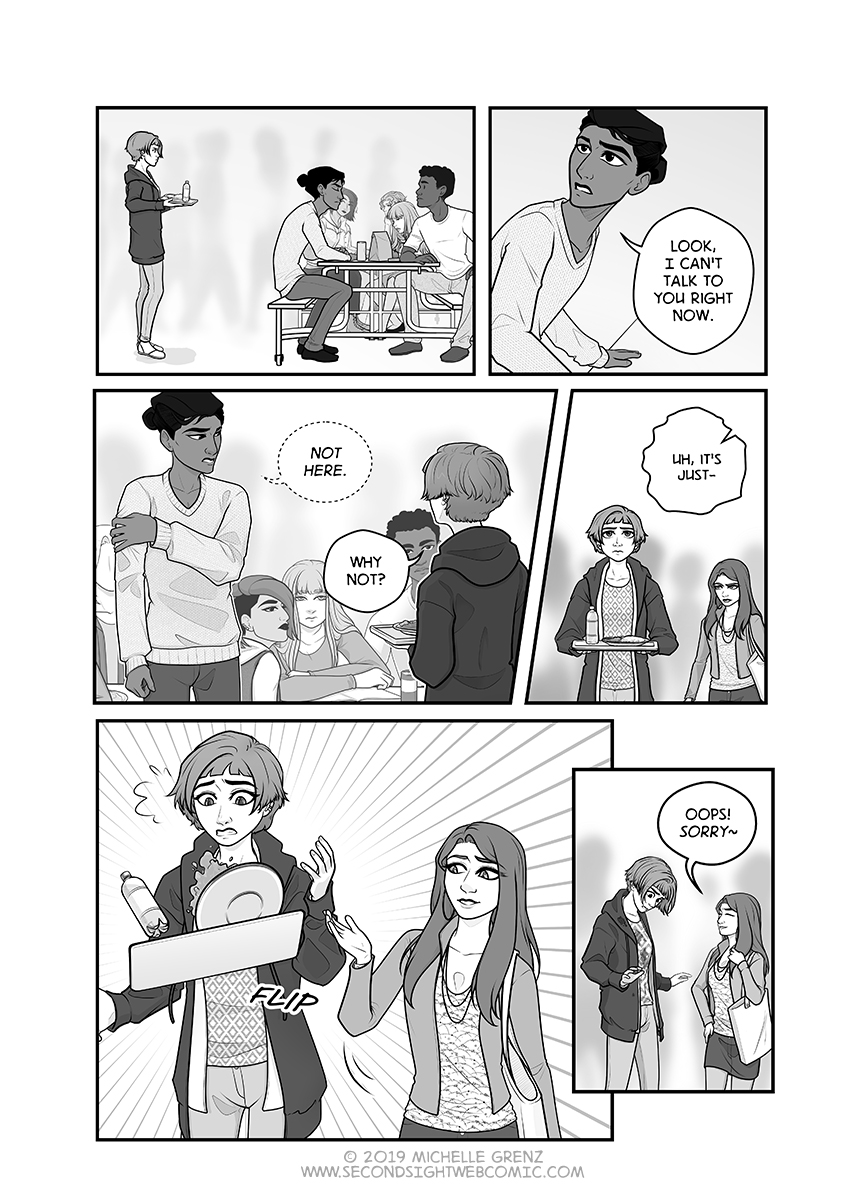 LOOK,
I CAN'T
TALK TO
YOU RIGHT
NOW.
NOT
HERE.
WHY
NOT?
UH, IT'S
JUST-
FLIP
OOPS!
SORRY~
© 2019 MICHELLE GRENZ
WWW.SECONDSIGHTWEBCOMIC.COM